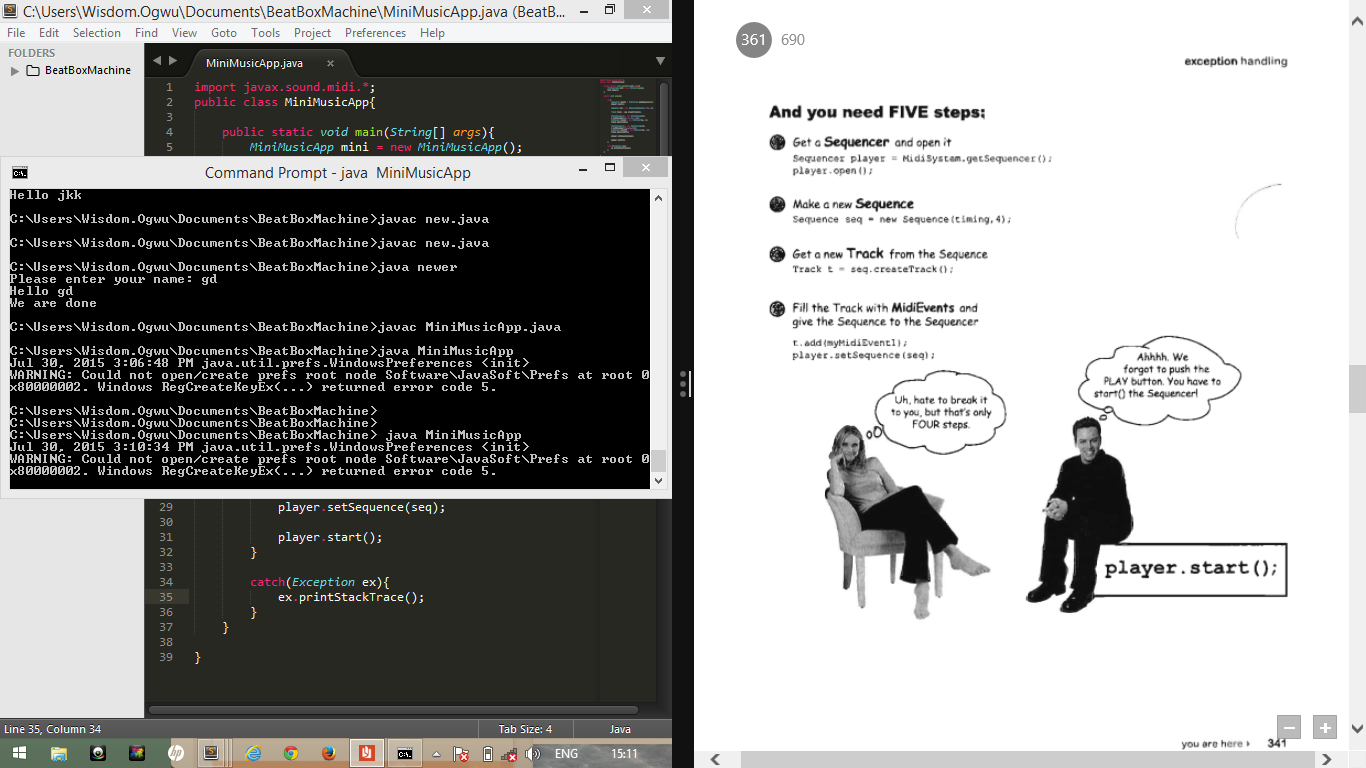 C:\Users\Wisdom.Ogwu\Documents\BeatBoxMachine\MiniMusicApp.java (BeatB...
File Edit Selection Find View Goto Tools Project Preferences Help
FOLDERS
BeatBoxMachine
MiniMusicApp.java
1 import javax.sound.midi.*;
2 public class MiniMusicApp{
3
4 public static void main(String[] args){
5 MiniMusicApp mini = new MiniMusicApp();
Command Prompt - java MiniMusicApp
Hello jkk
C:\Users\Wisdom.Ogwu\Documents\BeatBoxMachine>javac new.java
C:\Users\Wisdom.Ogwu\Documents\BeatBoxMachine>javac new.java
C:\Users\Wisdom.Ogwu\Documents\BeatBoxMachine>java newer
Please enter your name: gd
Hello gd
We are done
C:\Users\Wisdom.Ogwu\Documents\BeatBoxMachine>javac MiniMusicApp.java
C:\Users\Wisdom.Ogwu\Documents\BeatBoxMachine>java MiniMusicApp
Jul 30, 2015 3:06:48 PM java.util.prefs.WindowsPreferences <init>
WARNING: Could not open/create prefs root node Software\JavaSoft\Prefs at root 0
x80000002. Windows RegCreateKeyEx(...) returned error code 5.
C:\Users\Wisdom.Ogwu\Documents\BeatBoxMachine>
C:\Users\Wisdom.Ogwu\Documents\BeatBoxMachine>
C:\Users\Wisdom.Ogwu\Documents\BeatBoxMachine> java MiniMusicApp
Jul 30, 2015 3:10:34 PM java.util.prefs.WindowsPreferences <init>
WARNING: Could not open/create prefs root node Software\JavaSoft\Prefs at root 0
x80000002. Windows RegCreateKeyEx(...) returned error code 5.
29 player.setSequence(seq);
30
31 player.start();
32 }
33
34 catch(Exception ex){
35 ex.printStackTrace();
36 }
37 }
38
39 }
Line 35, Column 34 Tab Size: 4 Java
ENG 15:11
361 690
exception handling
And you need FIVE steps:
Get a Sequencer and open it
Sequencer player = MidiSystem.getSequencer();
player.open();
Make a new Sequence
Sequence seq = new Sequence(timing,4);
Get a new Track from the Sequence
Track t = seq.createTrack();
Fill the Track with MidiEvents and
give the Sequence to the Sequencer
t.add(myMidiEvent1);
player.setSequence(seq);
Uh, hate to break it
to you, but that's only
FOUR steps.
Ahhhh. We
forgot to push the
PLAY button. You have to
start() the Sequencer!
player.start();
you are here › 341